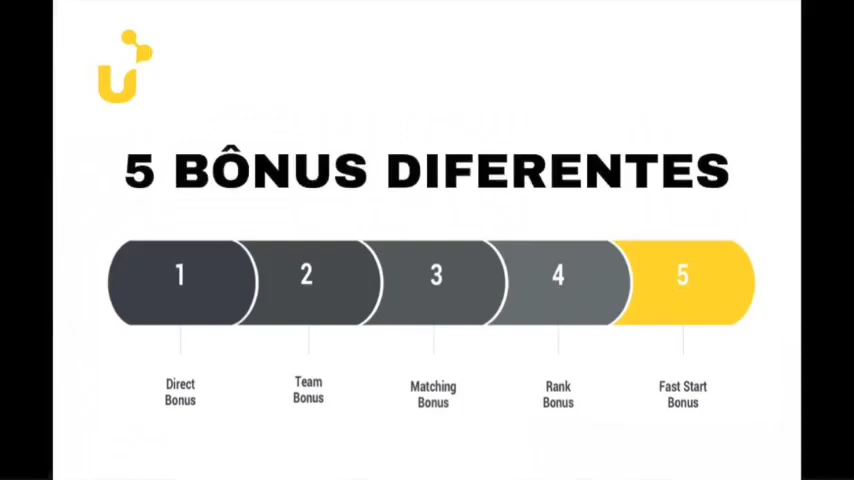 5 BÔNUS DIFERENTES
1
2
3
4
5
Direct
Bonus
Team
Bonus
Matching
Bonus
Rank
Bonus
Fast Start
Bonus